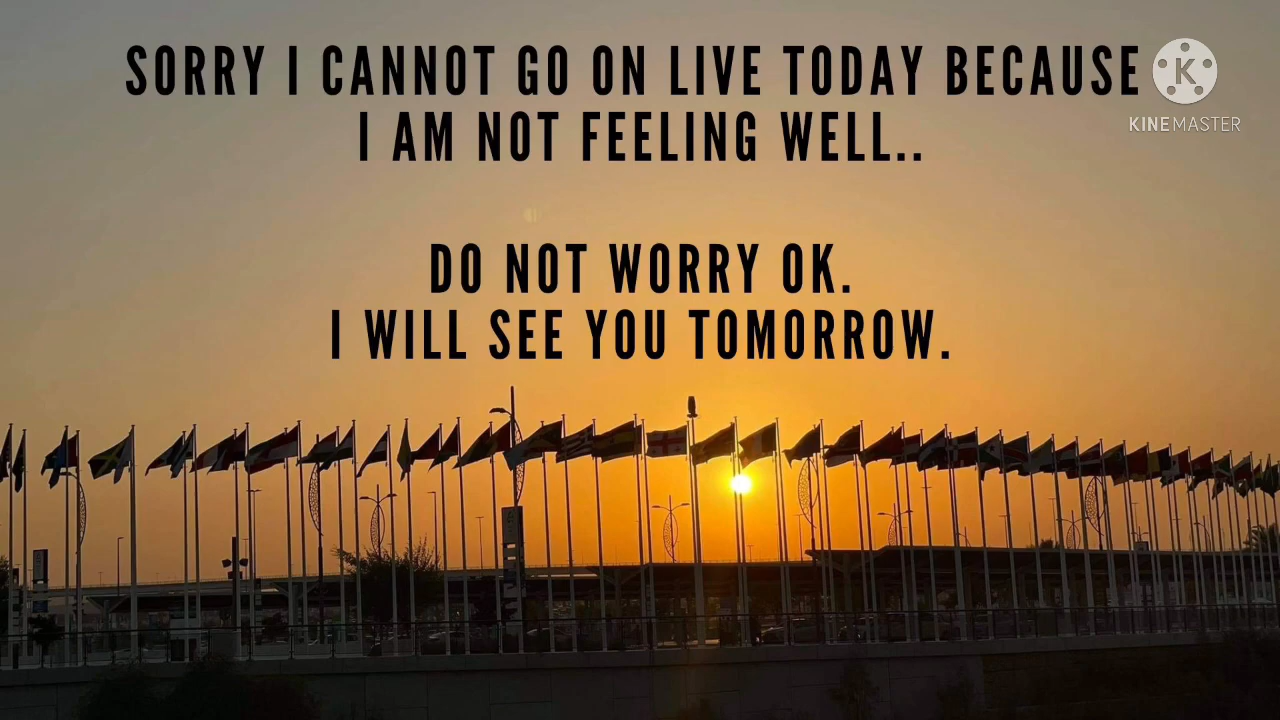 SORRY I CANNOT GO ON LIVE TODAY BECAUSE
I AM NOT FEELING WELL..
DO NOT WORRY OK.
I WILL SEE YOU TOMORROW.
K
KINEMASTER